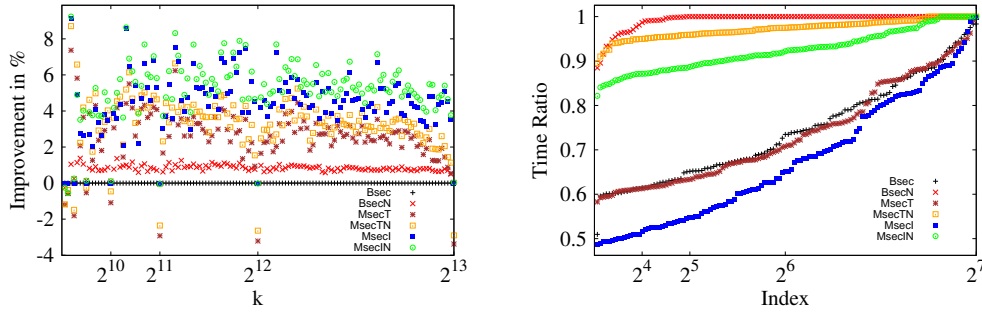 8
6
4
2
0
-2
-4
Improvement in %
2^10
2^11
2^12
2^13
k
Bsec
BsecN
MsecT
MsecTN
MsecI
MsecIN
1
0.9
0.8
0.7
0.6
0.5
Time Ratio
2^4
2^5
2^6
2^7
Index
Bsec
BsecN
MsecT
MsecTN
MsecI
MsecIN